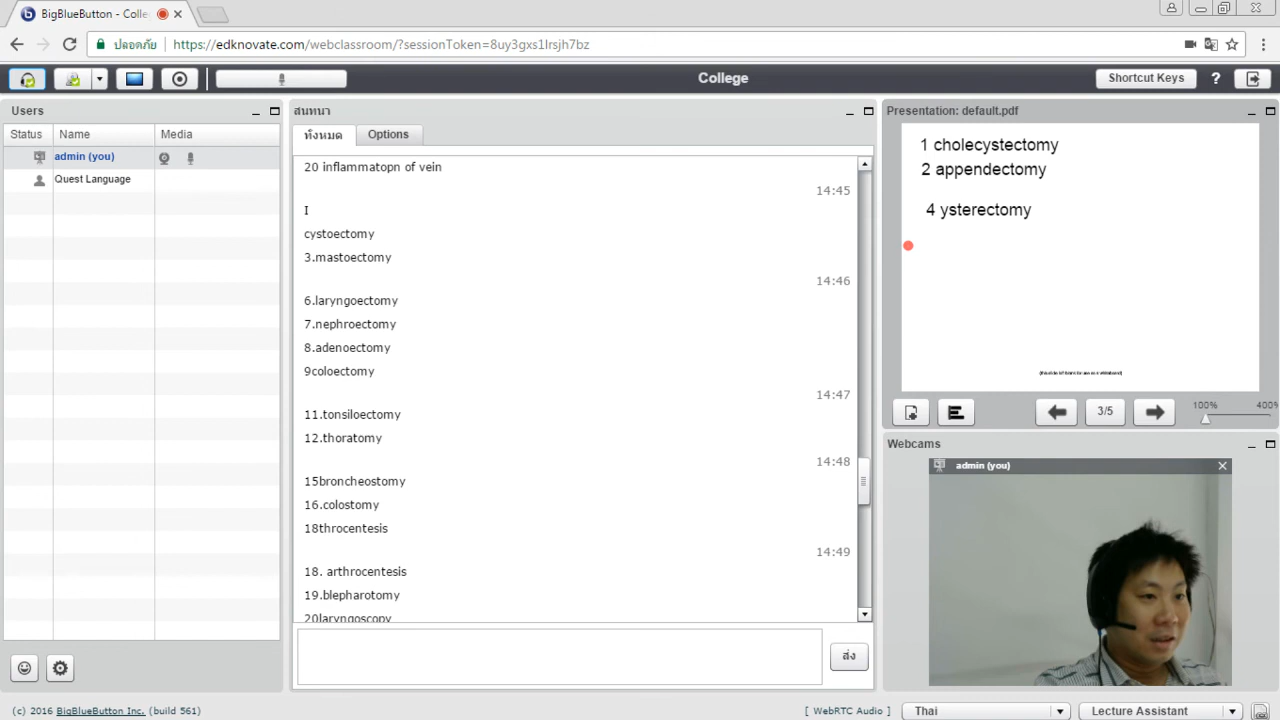 BigBlueButton - Colle
ปลอดภัย https://edknovate.com/webclassroom/?sessionToken=8uy3gxs1lrsjh7bz
College
Shortcut Keys ?
Users
Status Name Media
admin (you)
Quest Language
สนทนา
ทั้งหมด Options
20 inflammatopn of vein
14:45
I
cystoectomy
3.mastoectomy
14:46
6.laryngoectomy
7.nephroectomy
8.adenoectomy
9coloectomy
14:47
11.tonsiloectomy
12.thoratomy
14:48
15broncheostomy
16.colostomy
18throcentesis
14:49
18. arthrocentesis
19.blepharotomy
20laryngoscopy
ส่ง
Presentation: default.pdf
1 cholecystectomy
2 appendectomy
4 ysterectomy
3/5
100% 400%
Webcams
admin (you)
(c) 2016 BigBlueButton Inc. (build 561)
[ WebRTC Audio ]
Thai
Lecture Assistant